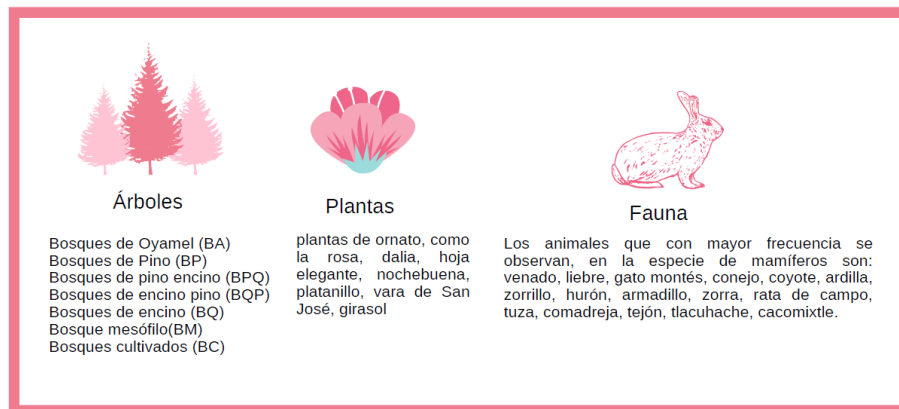 Árboles
Bosques de Oyamel (BA)
Bosques de Pino (BP)
Bosques de pino encino (BPQ)
Bosques de encino pino (BQP)
Bosques de encino (BQ)
Bosque mesófilo(BM)
Bosques cultivados (BC)
Plantas
plantas de ornato, como
la rosa, dalia, hoja
elegante, nochebuena,
platanillo, vara de San
José, girasol
Fauna
Los animales que con mayor frecuencia se
observan, en la especie de mamíferos son:
venado, liebre, gato montés, conejo, coyote, ardilla,
zorrillo, hurón, armadillo, zorra, rata de campo,
tuza, comadreja, tejón, tlacuhache, cacomixtle.